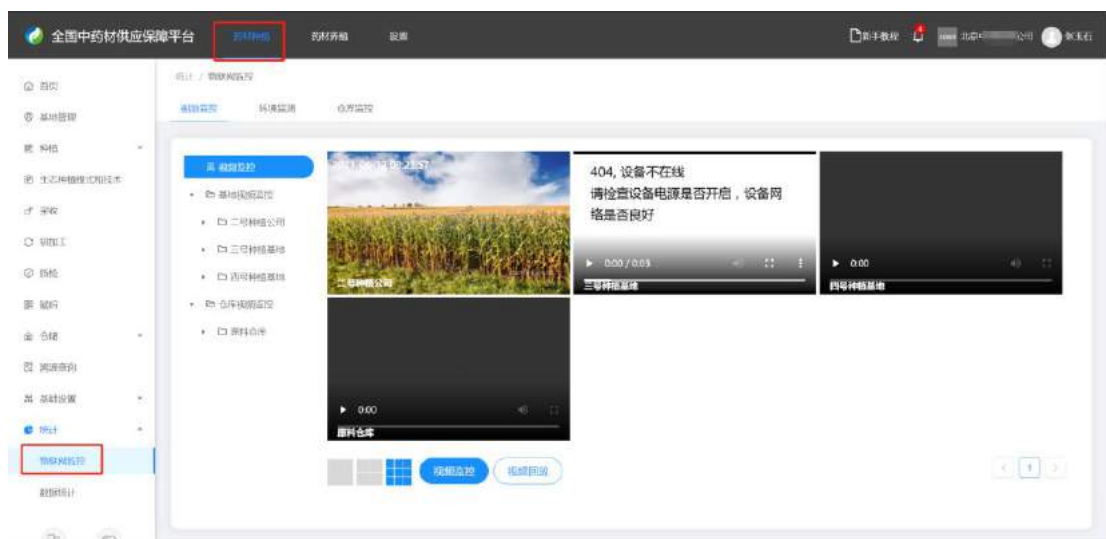 全国中药材供应保障平台
药材种植
药材养殖
设置
新手教程
统计 / 物联网监控
视频监控
环境监测
仓库监控
首页
基地管理
种植
生态种植模式和技术
采收
初加工
质检
赋码
仓储
溯源查询
基础设置
统计
物联网监控
数据统计
视频监控
基地视频监控
二号种植公司
三号种植基地
四号种植基地
仓库视频监控
原料仓库
二号种植公司
404, 设备不在线
请检查设备电源是否开启，设备网
络是否良好
0:00 / 0:03
三号种植基地
0:00
四号种植基地
0:00
原料仓库
视频监控
视频回放
1